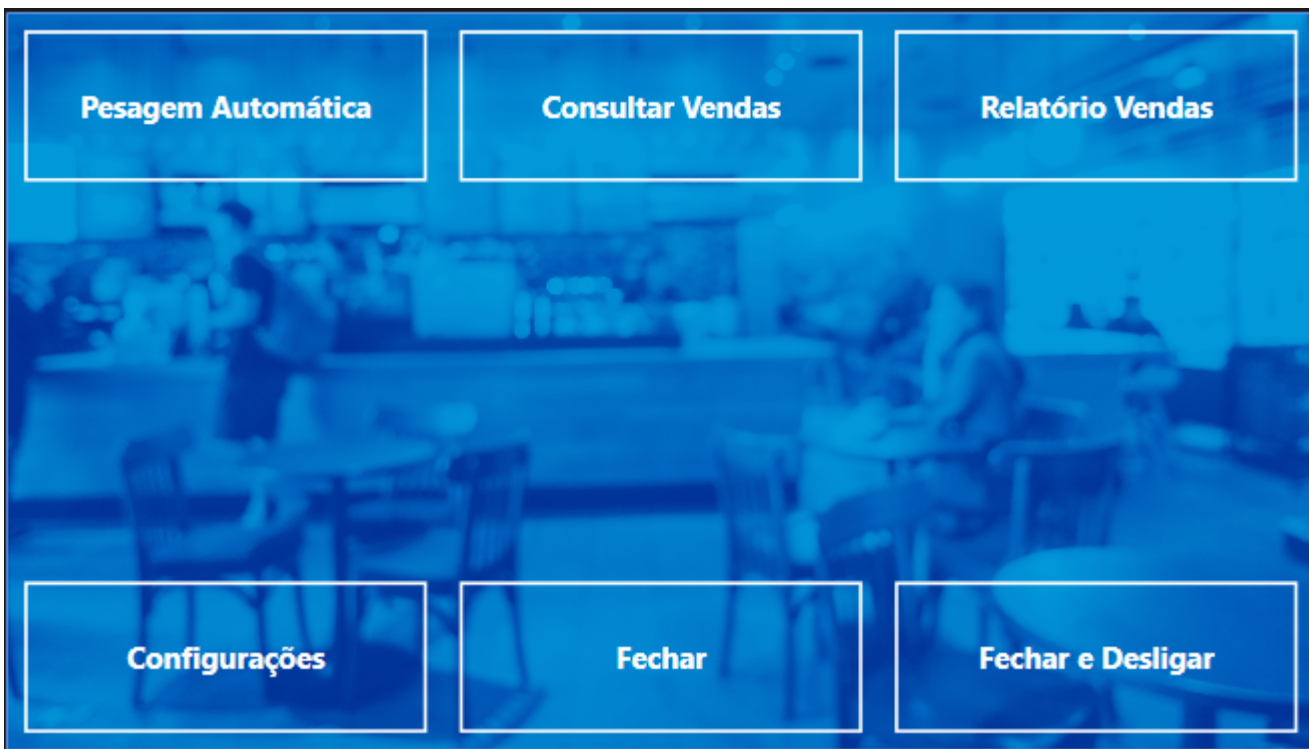 Pesagem Automática
Consultar Vendas
Relatório Vendas
Configurações
Fechar
Fechar e Desligar